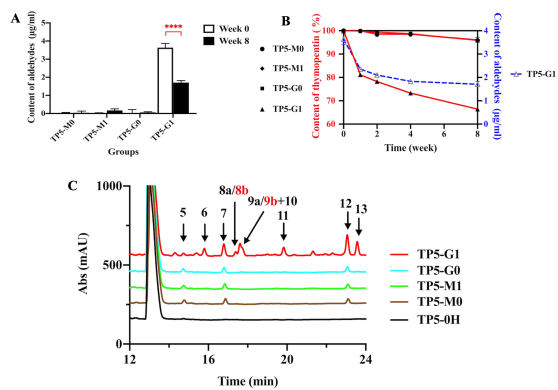 A
Content of aldehydes (μg/ml)
5
4
3
2
1
0
****
Week 0
Week 8
TP5-M0
TP5-M1
TP5-G0
TP5-G1
Groups
B
Content of thymopentin (%)
100
90
80
70
60
0
2
4
6
8
Time (week)
4
3
2
1
0
Content of aldehydes (μg/ml)
TP5-M0
TP5-M1
TP5-G0
TP5-G1
TP5-G1
C
Abs (mAU)
1000
500
0
5
6
7
8a/8b
9a/9b+10
11
12
13
TP5-G1
TP5-G0
TP5-M1
TP5-M0
TP5-0H
12
14
16
18
20
22
24
Time (min)